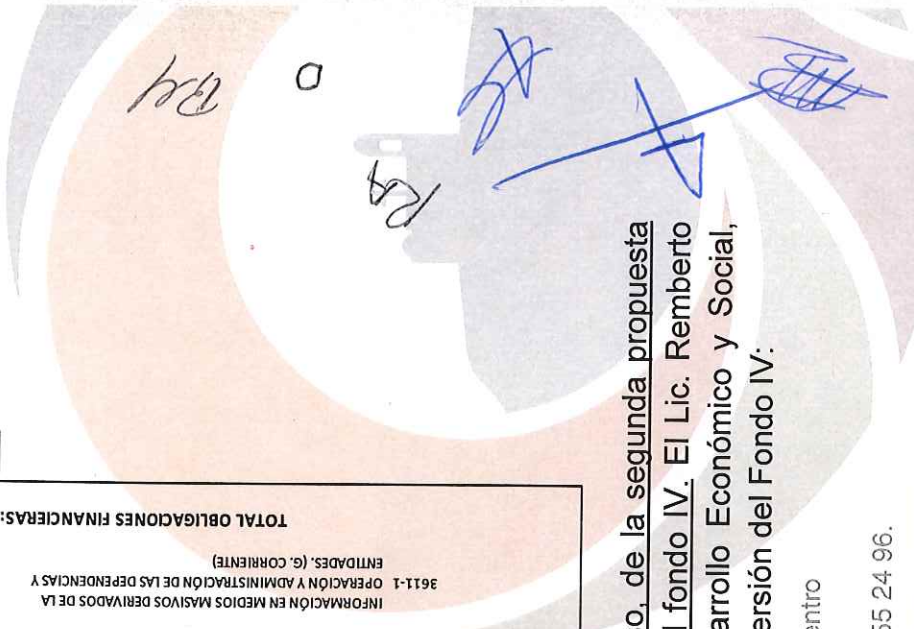 TOTAL OBLIGACIONES FINANCIERAS:
INFORMACIÓN EN MEDIOS MASIVOS DERIVADOS DE LA
3611-1 OPERACIÓN Y ADMINISTRACIÓN DE LAS DEPENDENCIAS Y
ENTIDADES. (G. CORRIENTE)
o, de la segunda propuesta
l fondo IV. El Lic. Remberto
arrollo Económico y Social,
ersión del Fondo IV:
entro
55 24 96.